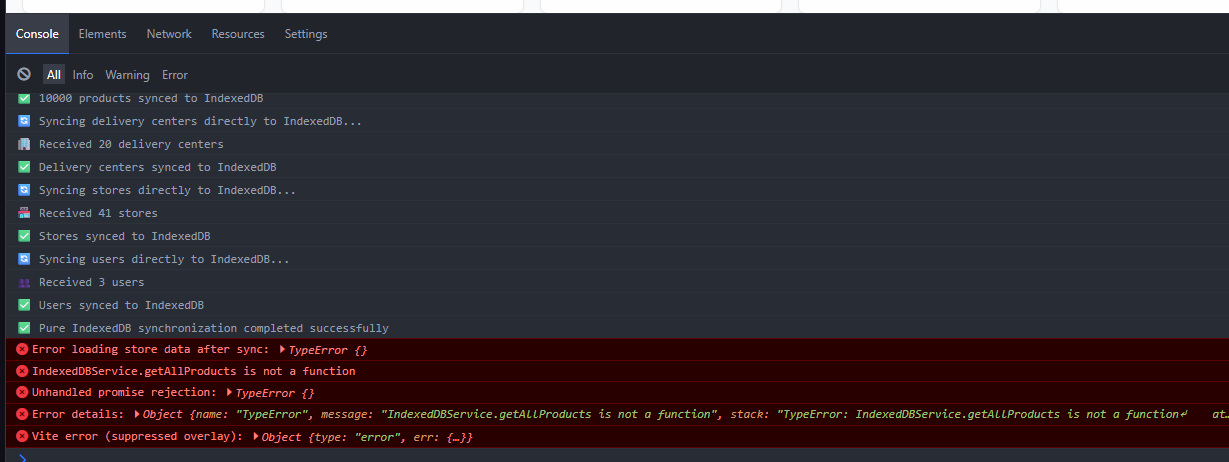 Console Elements Network Resources Settings
All Info Warning Error
10000 products synced to IndexedDB
Syncing delivery centers directly to IndexedDB...
Received 20 delivery centers
Delivery centers synced to IndexedDB
Syncing stores directly to IndexedDB...
Received 41 stores
Stores synced to IndexedDB
Syncing users directly to IndexedDB...
Received 3 users
Users synced to IndexedDB
Pure IndexedDB synchronization completed successfully
Error loading store data after sync: TypeError {}
IndexedDBService.getAllProducts is not a function
Unhandled promise rejection: TypeError {}
Error details: Object {name: "TypeError", message: "IndexedDBService.getAllProducts is not a function", stack: "TypeError: IndexedDBService.getAllProducts is not a function↵ at…
Vite error (suppressed overlay): Object {type: "error", err: {…}}